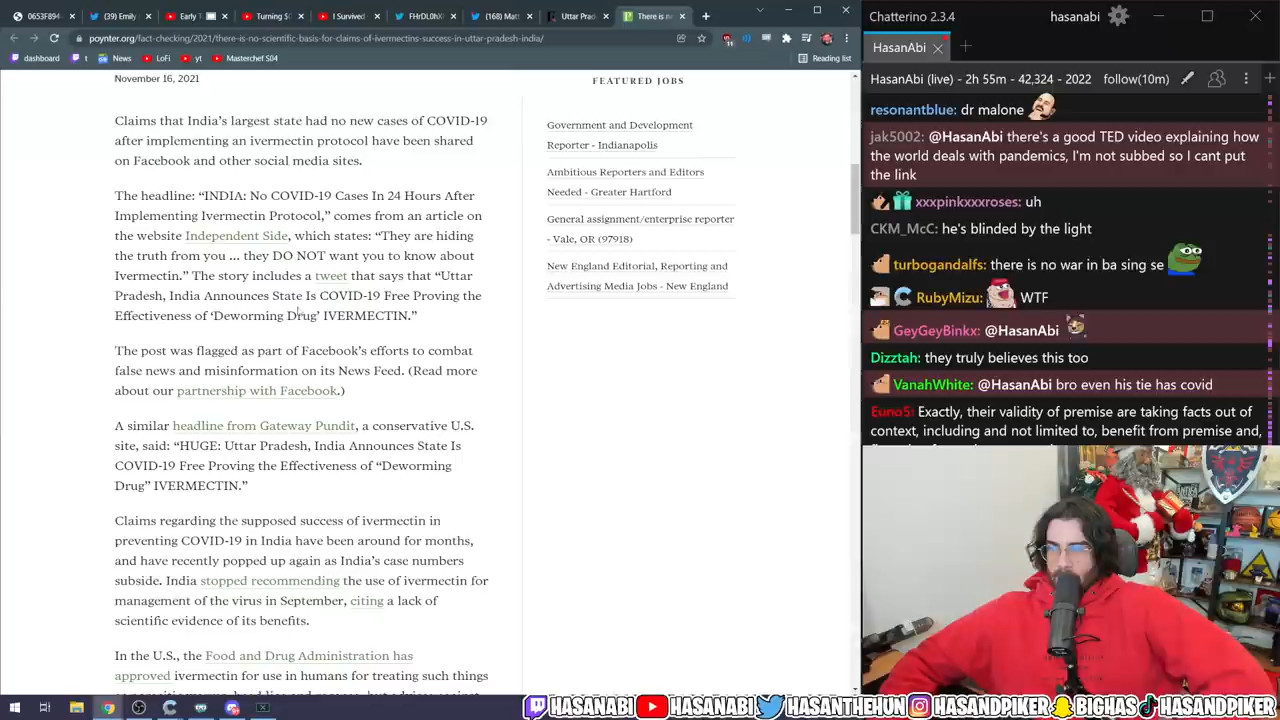 0653F894-
(39) Emily
Early T
Turning $
I Survived
FHrDL0hX
(168) Mat
Uttar Prad
There is n
poynter.org/fact-checking/2021/there-is-no-scientific-basis-for-claims-of-ivermectins-success-in-uttar-pradesh-india/
dashboard
t
News
LoFi
yt
Masterchef S04
Reading list
November 16, 2021
Claims that India's largest state had no new cases of COVID-19
after implementing an ivermectin protocol have been shared
on Facebook and other social media sites.
The headline: “INDIA: No COVID-19 Cases In 24 Hours After
Implementing Ivermectin Protocol,” comes from an article on
the website Independent Side, which states: “They are hiding
the truth from you ... they DO NOT want you to know about
Ivermectin.” The story includes a tweet that says that “Uttar
Pradesh, India Announces State Is COVID-19 Free Proving the
Effectiveness of ‘Deworming Drug’ IVERMECTIN.”
The post was flagged as part of Facebook’s efforts to combat
false news and misinformation on its News Feed. (Read more
about our partnership with Facebook.)
A similar headline from Gateway Pundit, a conservative U.S.
site, said: “HUGE: Uttar Pradesh, India Announces State Is
COVID-19 Free Proving the Effectiveness of “Deworming
Drug” IVERMECTIN.”
Claims regarding the supposed success of ivermectin in
preventing COVID-19 in India have been around for months,
and have recently popped up again as India’s case numbers
subside. India stopped recommending the use of ivermectin for
management of the virus in September, citing a lack of
scientific evidence of its benefits.
In the U.S., the Food and Drug Administration has
approved ivermectin for use in humans for treating such things
FEATURED JOBS
Government and Development
Reporter - Indianapolis
Ambitious Reporters and Editors
Needed - Greater Hartford
General assignment/enterprise reporter
- Vale, OR (97918)
New England Editorial, Reporting and
Advertising Media Jobs - New England
Chatterino 2.3.4
hasanabi
HasanAbi
HasanAbi (live) - 2h 55m - 42,324 - 2022
follow(10m)
resonantblue: dr malone
jak5002: @HasanAbi there's a good TED video explaining how
the world deals with pandemics, I'm not subbed so I cant put
the link
xxxpinkxxxroses: uh
CKM_McC: he's blinded by the light
turbogandalfs: there is no war in ba sing se
RubyMizu: WTF
GeyGeyBinkx: @HasanAbi
Dizztah: they truly believes this too
VanahWhite: @HasanAbi bro even his tie has covid
Euno5: Exactly, their validity of premise are taking facts out of
context, including and not limited to, benefit from premise and,
HASANABI
HASANABI
HASANTHEHUN
HASANDPIKER
BIGHAS
HASANDPIKER